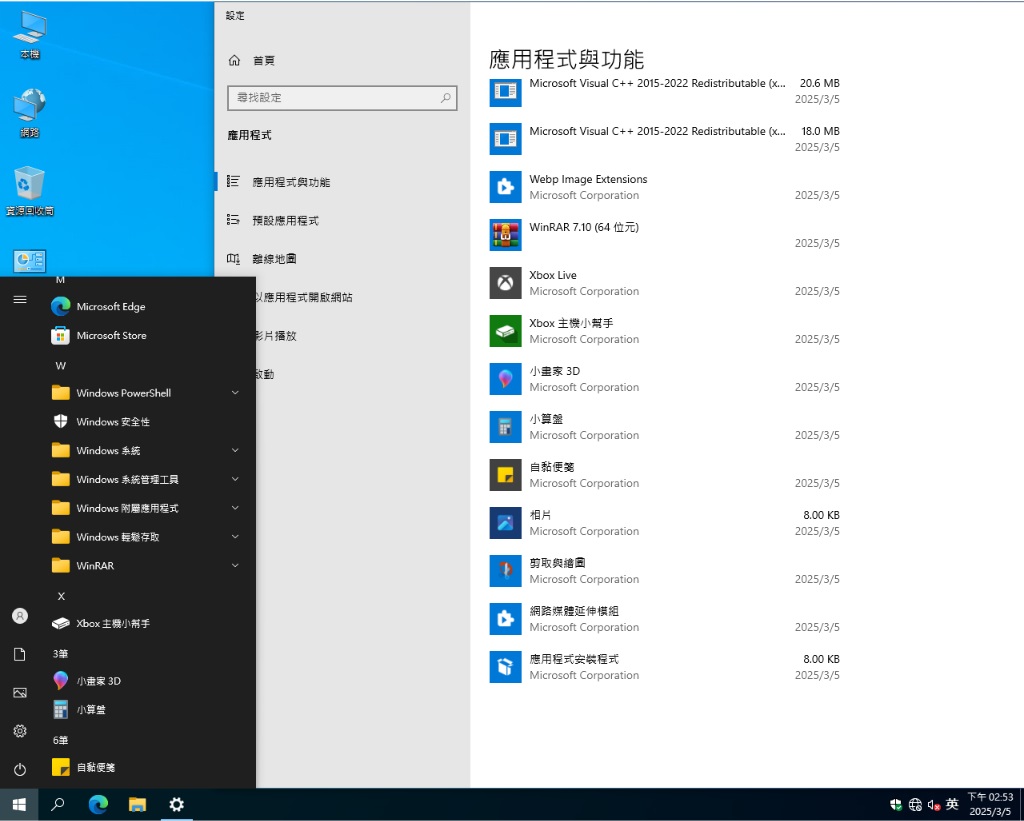 本機
網路
資源回收筒
設定
首頁
尋找設定
應用程式
應用程式與功能
預設應用程式
離線地圖
以應用程式開啟網站
影片播放
啟動
M
Microsoft Edge
Microsoft Store
W
Windows PowerShell
Windows 安全性
Windows 系統
Windows 系統管理工具
Windows 附屬應用程式
Windows 輕鬆存取
WinRAR
X
Xbox 主機小幫手
3筆
小畫家 3D
小算盤
6筆
自黏便箋
應用程式與功能
Microsoft Visual C++ 2015-2022 Redistributable (x... 20.6 MB
2025/3/5
Microsoft Visual C++ 2015-2022 Redistributable (x... 18.0 MB
2025/3/5
Webp Image Extensions
Microsoft Corporation 2025/3/5
WinRAR 7.10 (64 位元)
2025/3/5
Xbox Live
Microsoft Corporation 2025/3/5
Xbox 主機小幫手
Microsoft Corporation 2025/3/5
小畫家 3D
Microsoft Corporation 2025/3/5
小算盤
Microsoft Corporation 2025/3/5
自黏便箋
Microsoft Corporation 2025/3/5
相片 8.00 KB
Microsoft Corporation 2025/3/5
剪取與繪圖
Microsoft Corporation 2025/3/5
網路媒體延伸模組
Microsoft Corporation 2025/3/5
應用程式安裝程式 8.00 KB
Microsoft Corporation 2025/3/5
英
下午 02:53
2025/3/5